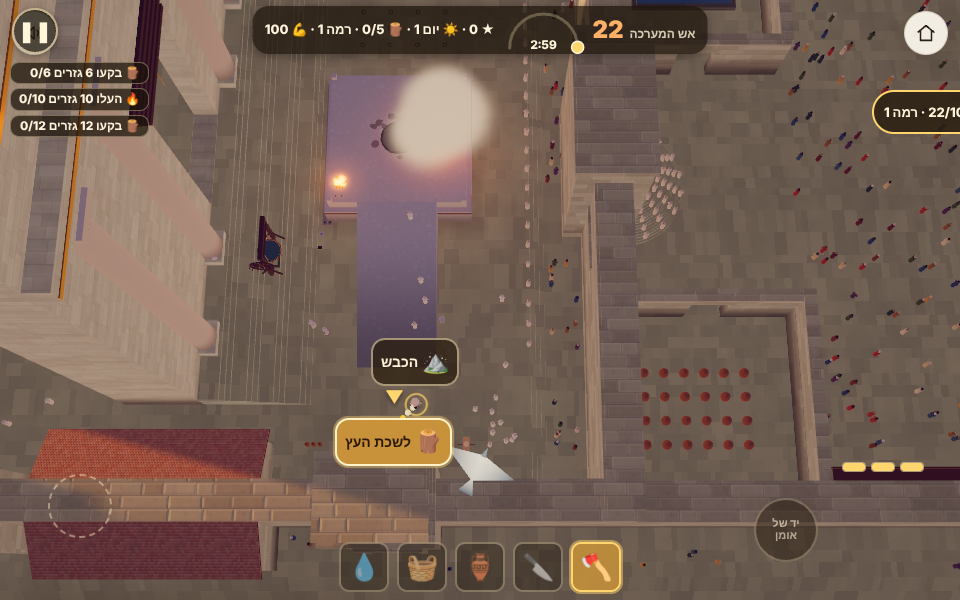 אש המערכה 22
2:59
★ 0 · ☀️ יום 1 · 🪵 0/5 · רמה 1 · 💪 100
🪵 בקעו 6 גזרים 0/6
🔥 העלו 10 גזרים 0/10
🪵 בקעו 12 גזרים 0/12
22/10 · רמה 1
הכבש
לשכת העץ
יד של
אומן